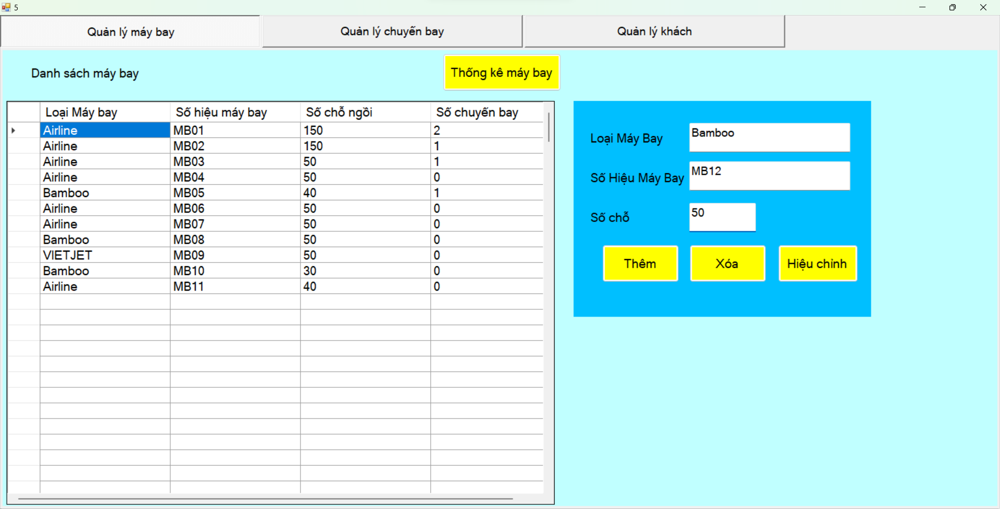 5
Quản lý máy bay Quản lý chuyến bay Quản lý khách
Danh sách máy bay Thống kê máy bay
Loại Máy bay Số hiệu máy bay Số chỗ ngồi Số chuyến bay
Airline MB01 150 2
Airline MB02 150 1
Airline MB03 50 1
Airline MB04 50 0
Bamboo MB05 40 1
Airline MB06 50 0
Airline MB07 50 0
Bamboo MB08 50 0
VIETJET MB09 50 0
Bamboo MB10 30 0
Airline MB11 40 0
Loại Máy Bay Bamboo
Số Hiệu Máy Bay MB12
Số chỗ 50
Thêm Xóa Hiệu chỉnh